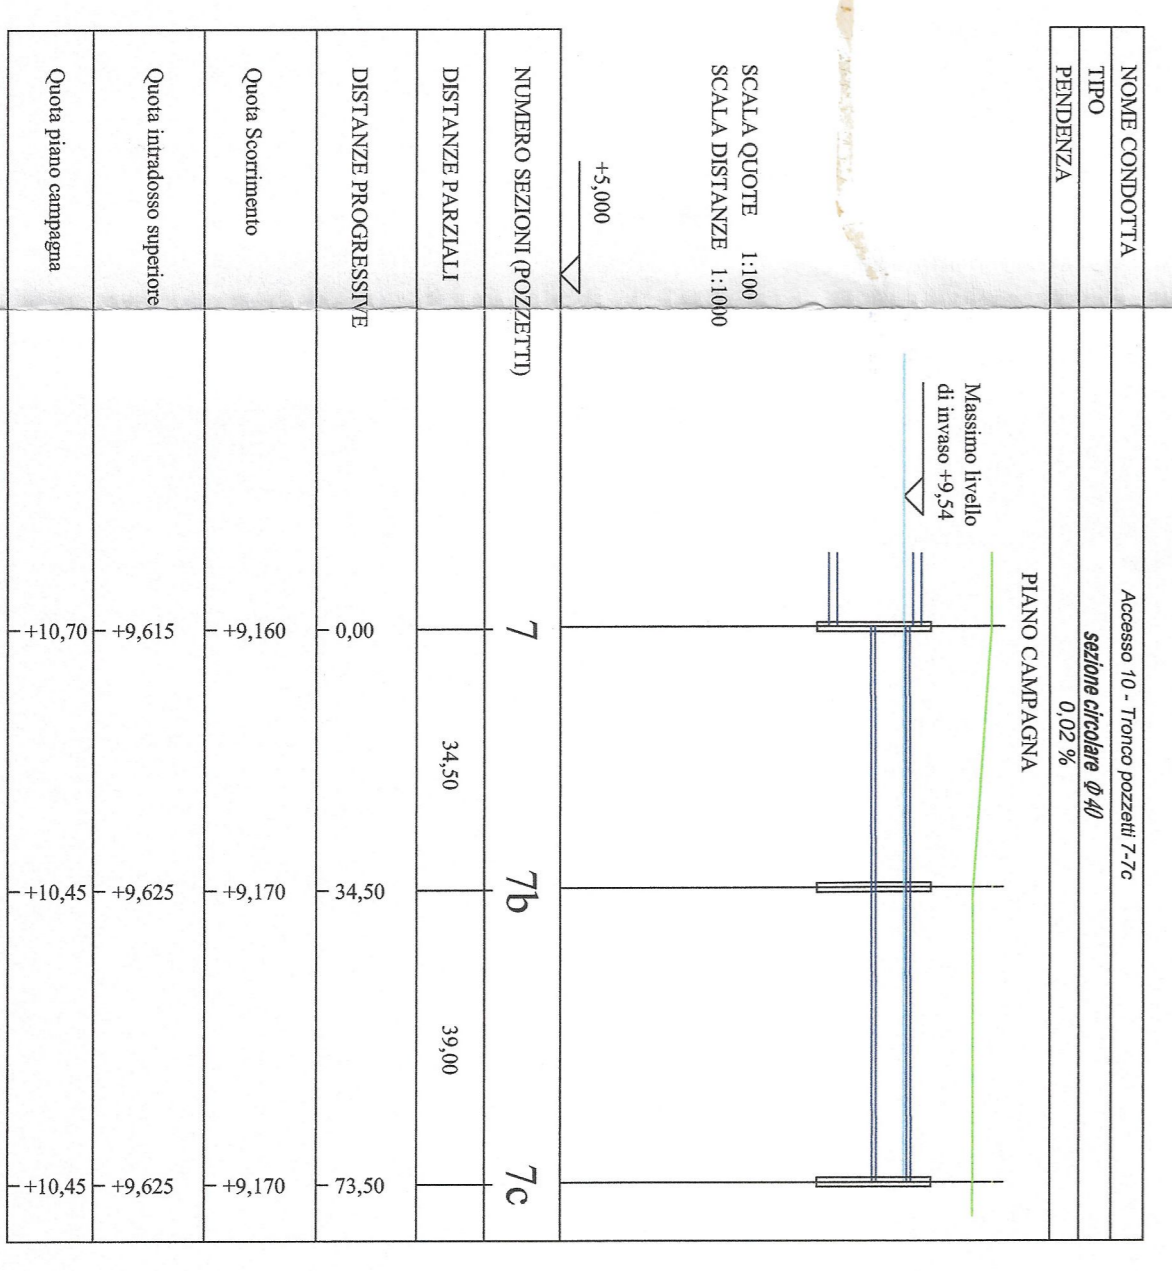 NOME CONDOTTA Accesso 10 - Tronco pozzetti 7-7c
TIPO sezione circolare Φ 40
PENDENZA 0,02 %
PIANO CAMPAGNA
Massimo livello
di invaso +9,54
SCALA QUOTE 1:100
SCALA DISTANZE 1:1000
+5,000
NUMERO SEZIONI (POZZETTI) 7 7b 7c
DISTANZE PARZIALI 34,50 39,00
DISTANZE PROGRESSIVE 0,00 34,50 73,50
Quota Scorrimento +9,160 +9,170 +9,170
Quota intradosso superiore +9,615 +9,625 +9,625
Quota piano campagna +10,70 +10,45 +10,45